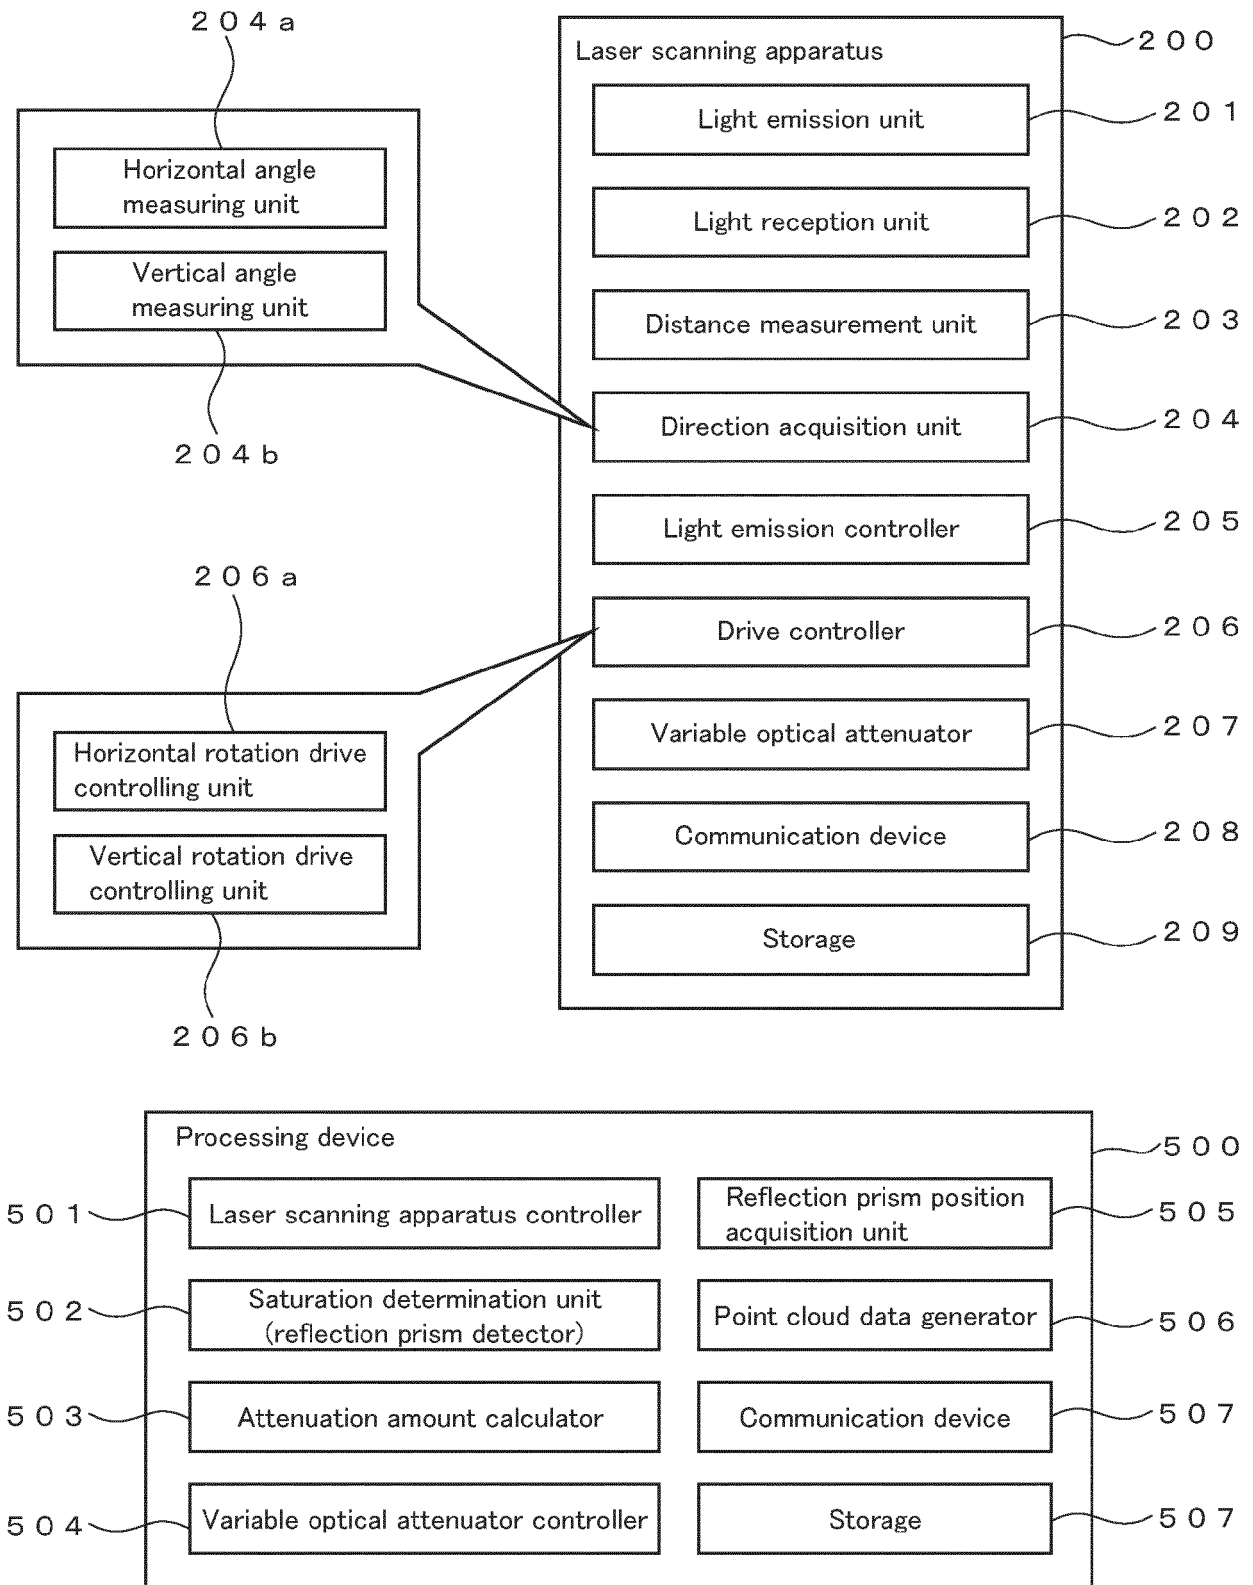 ２０４a
Horizontal angle
measuring unit
Vertical angle
measuring unit
２０４b
Laser scanning apparatus
２００
Light emission unit
２０１
Light reception unit
２０２
Distance measurement unit
２０３
Direction acquisition unit
２０４
Light emission controller
２０５
Drive controller
２０６
Variable optical attenuator
２０７
Communication device
２０８
Storage
２０９
２０６a
Horizontal rotation drive
controlling unit
Vertical rotation drive
controlling unit
２０６b
Processing device
５００
５０１
Laser scanning apparatus controller
５０２
Saturation determination unit
(reflection prism detector)
５０３
Attenuation amount calculator
５０４
Variable optical attenuator controller
Reflection prism position
acquisition unit
５０５
Point cloud data generator
５０６
Communication device
５０７
Storage
５０７